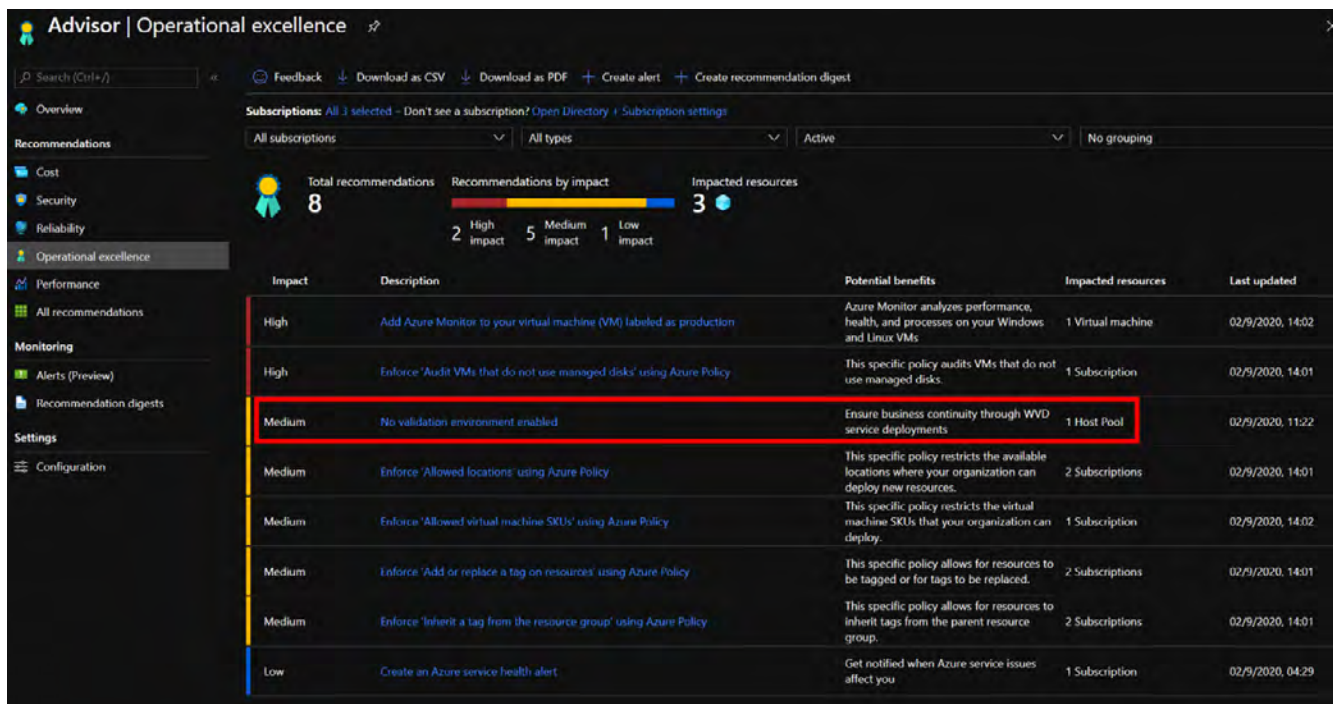 Advisor | Operational excellence
Search (Ctrl+/)
Feedback Download as CSV Download as PDF Create alert Create recommendation digest
Overview
Subscriptions: All 3 selected – Don't see a subscription? Open Directory + Subscription settings
All subscriptions All types Active No grouping
Recommendations
Cost
Security
Reliability
Operational excellence
Performance
All recommendations
Monitoring
Alerts (Preview)
Recommendation digests
Settings
Configuration
Total recommendations
8
Recommendations by impact
2 High impact 5 Medium impact 1 Low impact
Impacted resources
3
Impact Description Potential benefits Impacted resources Last updated
High Add Azure Monitor to your virtual machine (VM) labeled as production
Azure Monitor analyzes performance,
health, and processes on your Windows
and Linux VMs
1 Virtual machine 02/9/2020, 14:02
High Enforce 'Audit VMs that do not use managed disks' using Azure Policy
This specific policy audits VMs that do not
use managed disks.
1 Subscription 02/9/2020, 14:01
Medium No validation environment enabled
Ensure business continuity through WVD
service deployments
1 Host Pool 02/9/2020, 11:22
Medium Enforce 'Allowed locations' using Azure Policy
This specific policy restricts the available
locations where your organization can
deploy new resources.
2 Subscriptions 02/9/2020, 14:01
Medium Enforce 'Allowed virtual machine SKUs' using Azure Policy
This specific policy restricts the virtual
machine SKUs that your organization can
deploy.
1 Subscription 02/9/2020, 14:02
Medium Enforce 'Add or replace a tag on resources' using Azure Policy
This specific policy allows for resources to
be tagged or for tags to be replaced.
2 Subscriptions 02/9/2020, 14:01
Medium Enforce 'Inherit a tag from the resource group' using Azure Policy
This specific policy allows for resources to
inherit tags from the parent resource
group.
2 Subscriptions 02/9/2020, 14:01
Low Create an Azure service health alert
Get notified when Azure service issues
affect you
1 Subscription 02/9/2020, 04:29